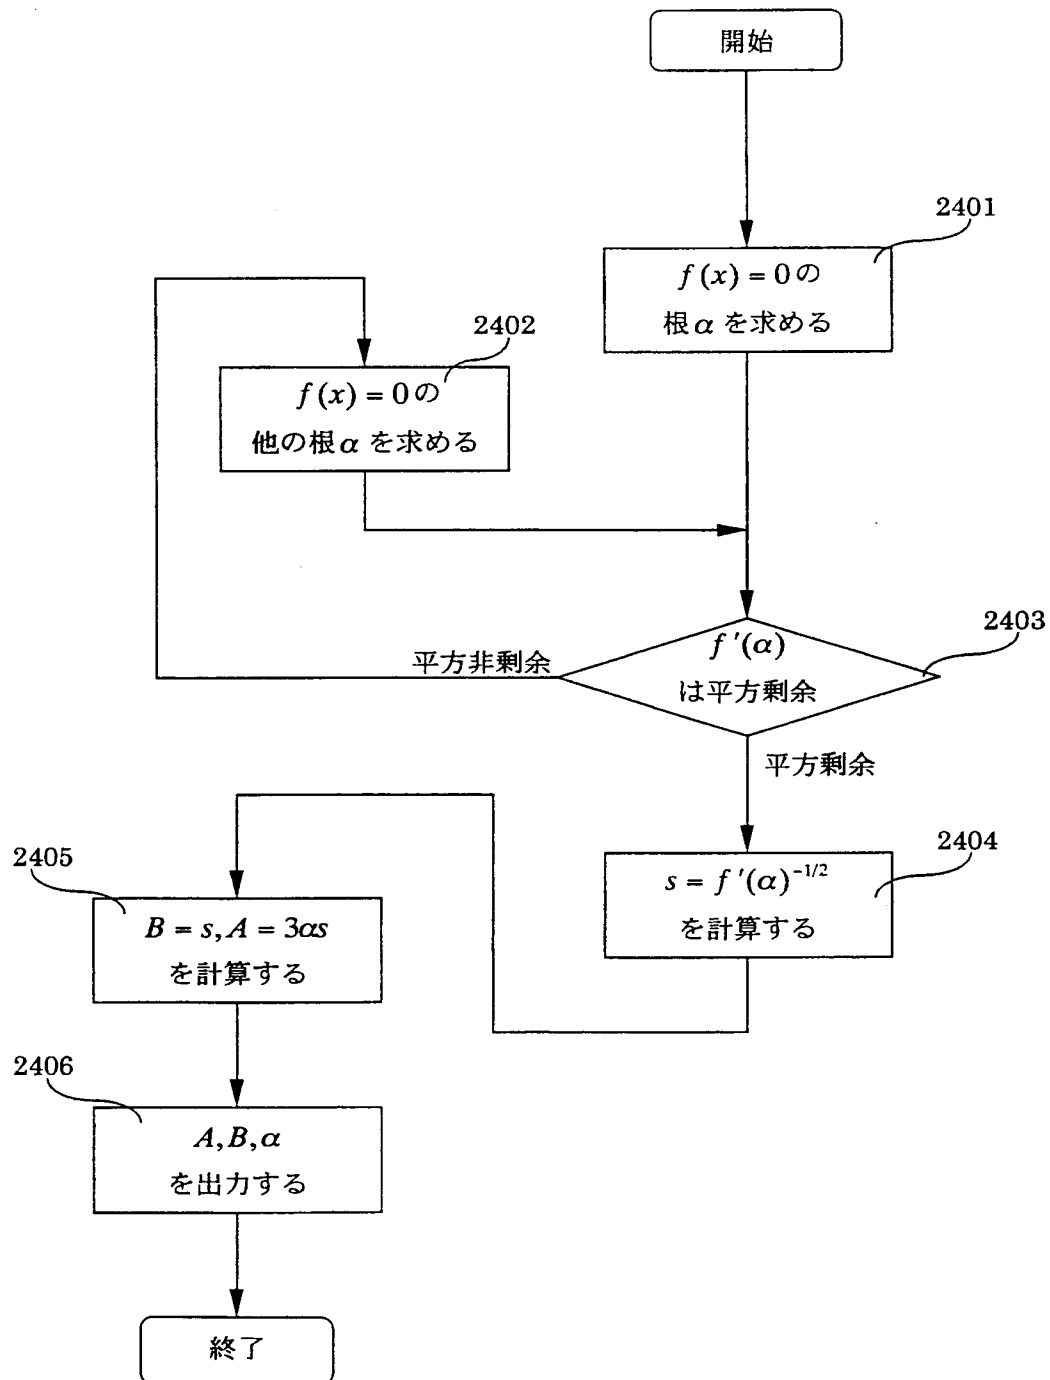 開始
2401
f(x) = 0の
根αを求める
2402
f(x) = 0の
他の根αを求める
2403
f'(α)
は平方剰余
平方非剰余
平方剰余
2404
s = f'(α)^{-1/2}
を計算する
2405
B = s, A = 3αs
を計算する
2406
A, B, α
を出力する
終了